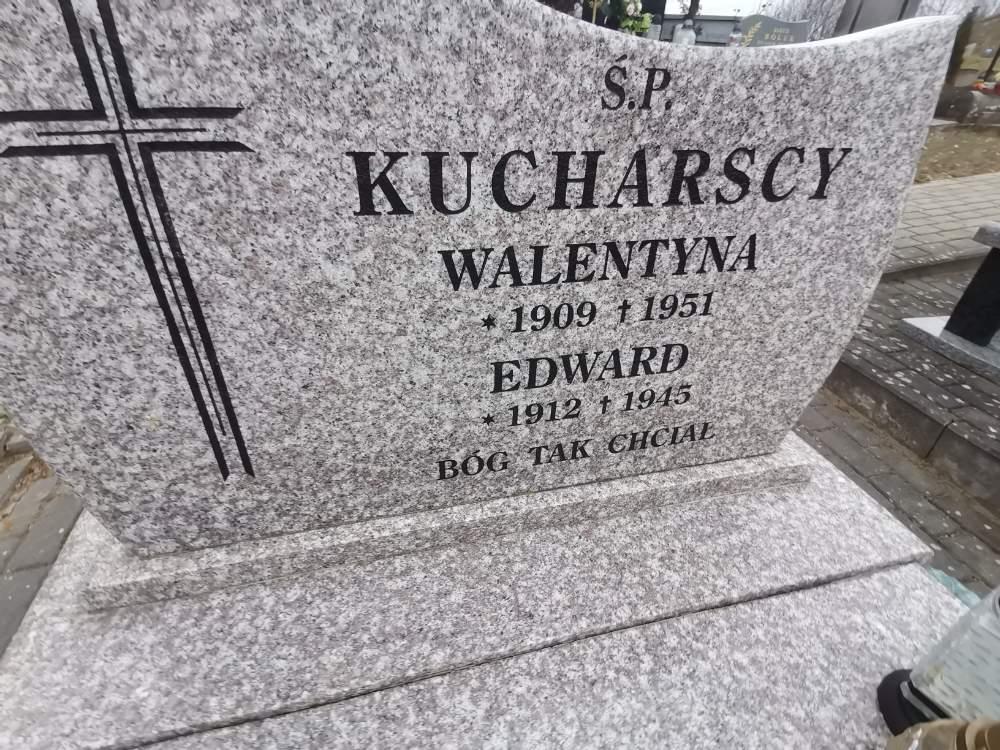 Ś.P.
KUCHARSCY
WALENTYNA
* 1909 † 1951
EDWARD
* 1912 † 1945
BÓG TAK CHCIAŁ